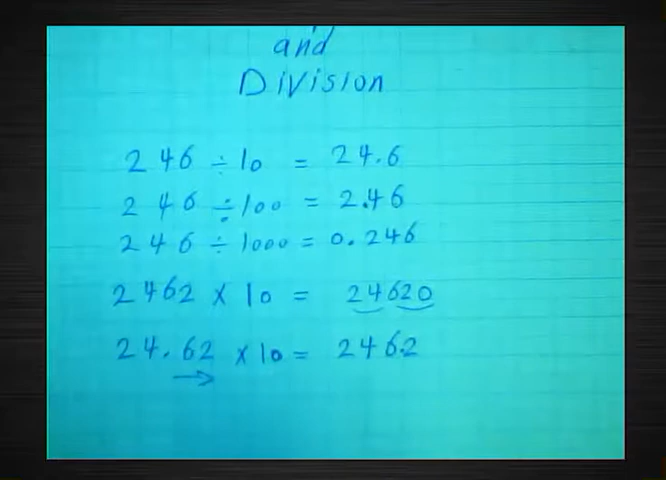 and
Division
246 ÷ 10 = 24.6
246 ÷ 100 = 2.46
246 ÷ 1000 = 0.246
2462 x 10 = 24620
24.62 x 10 = 246.2